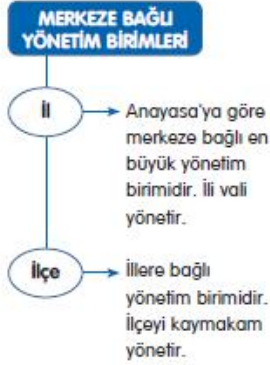 MERKEZE BAĞLI
YÖNETİM BİRİMLERİ
İl
Anayasa'ya göre
merkeze bağlı en
büyük yönetim
birimidir. İli vali
yönetir.
İlçe
İllere bağlı
yönetim birimidir.
İlçeyi kaymakam
yönetir.